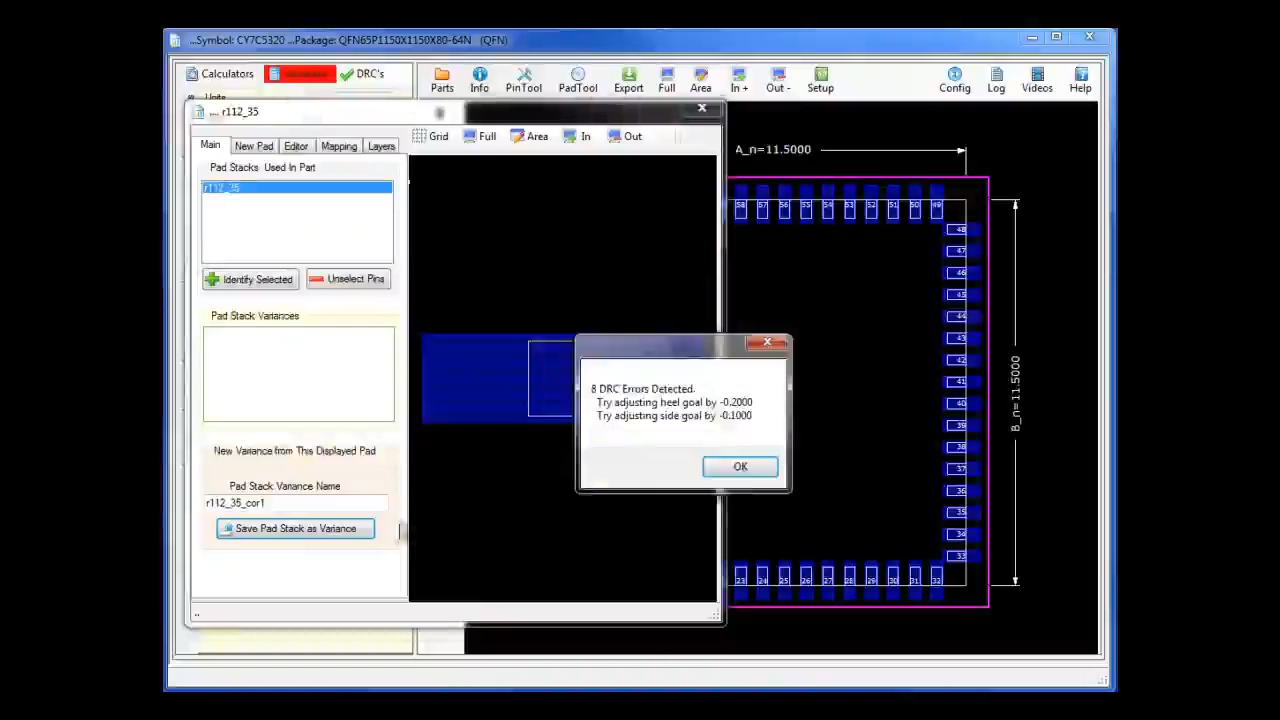 ...Symbol: CY7C5320 ...Package: QFN65P1150X1150X80-64N (QFN)
Calculators
DRC's
Parts Info PinTool PadTool Export Full Area In + Out - Setup Config Log Videos Help
.... r112_35
Grid Full Area In Out
Main New Pad Editor Mapping Layers
Pad Stacks Used In Part
r112_35
Identify Selected Unselect Pins
Pad Stack Variances
New Variance from This Displayed Pad
Pad Stack Variance Name
r112_35_cor1
Save Pad Stack as Variance
..
8 DRC Errors Detected.
Try adjusting heel goal by -0.2000
Try adjusting side goal by -0.1000
OK
A_n=11.5000
58 57 56 55 54 53 52 51 50 49
48
47
46
45
44
43
42
41
40
39
38
37
36
35
34
33
B_n=11.5000
23 24 25 26 27 28 29 30 31 32